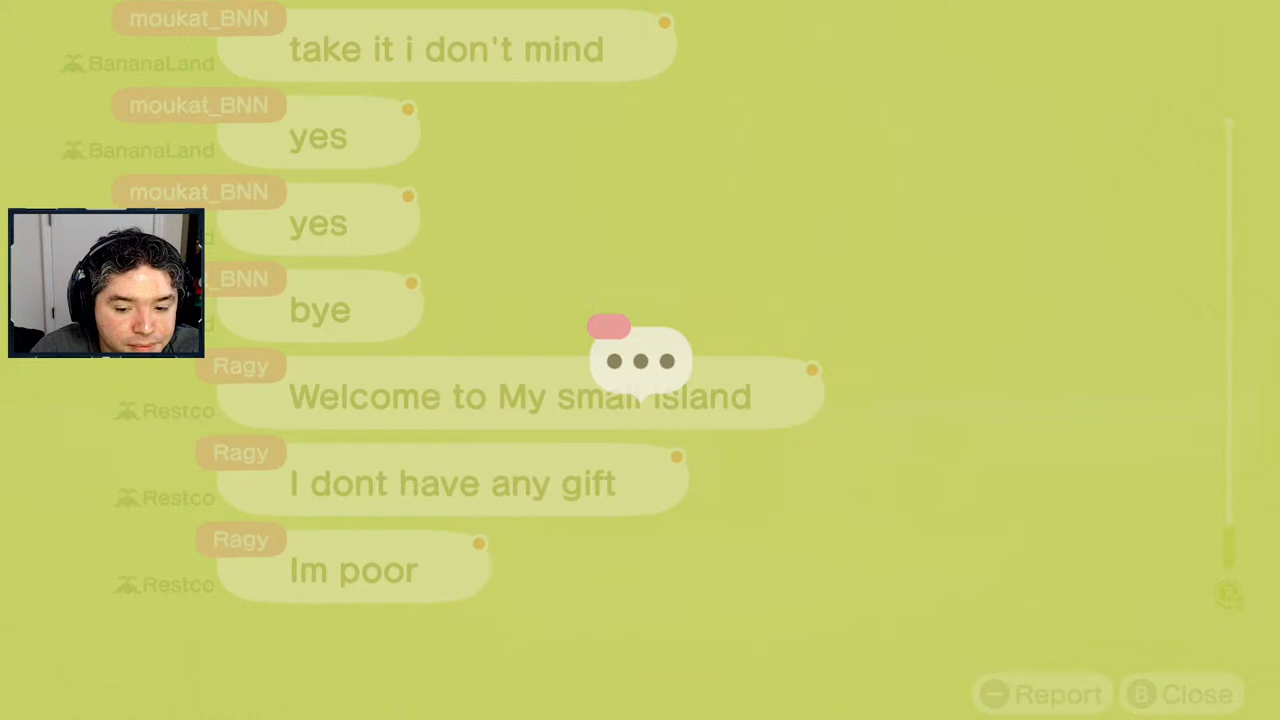 moukat_BNN
take it i don't mind
BananaLand
moukat_BNN
yes
BananaLand
moukat_BNN
yes
d
t_BNN
bye
d
Ragy
Welcome to My small island
Restco
Ragy
I dont have any gift
Restco
Ragy
Im poor
Restco
Report
B Close